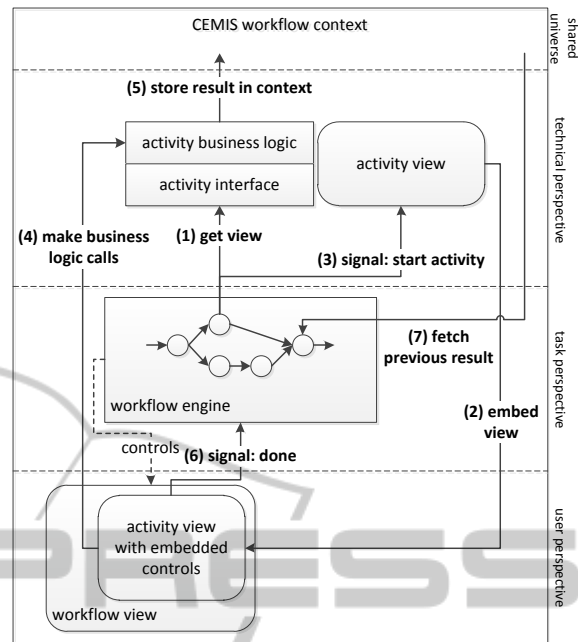 CEMIS workflow context
shared
universe
(5) store result in context
activity business logic
activity interface
activity view
technical perspective
(4) make business
logic calls
(1) get view
(3) signal: start activity
(7) fetch
previous result
task perspective
workflow engine
(2) embed
view
controls
(6) signal: done
activity view
with embedded
controls
workflow view
user perspective
PRESS